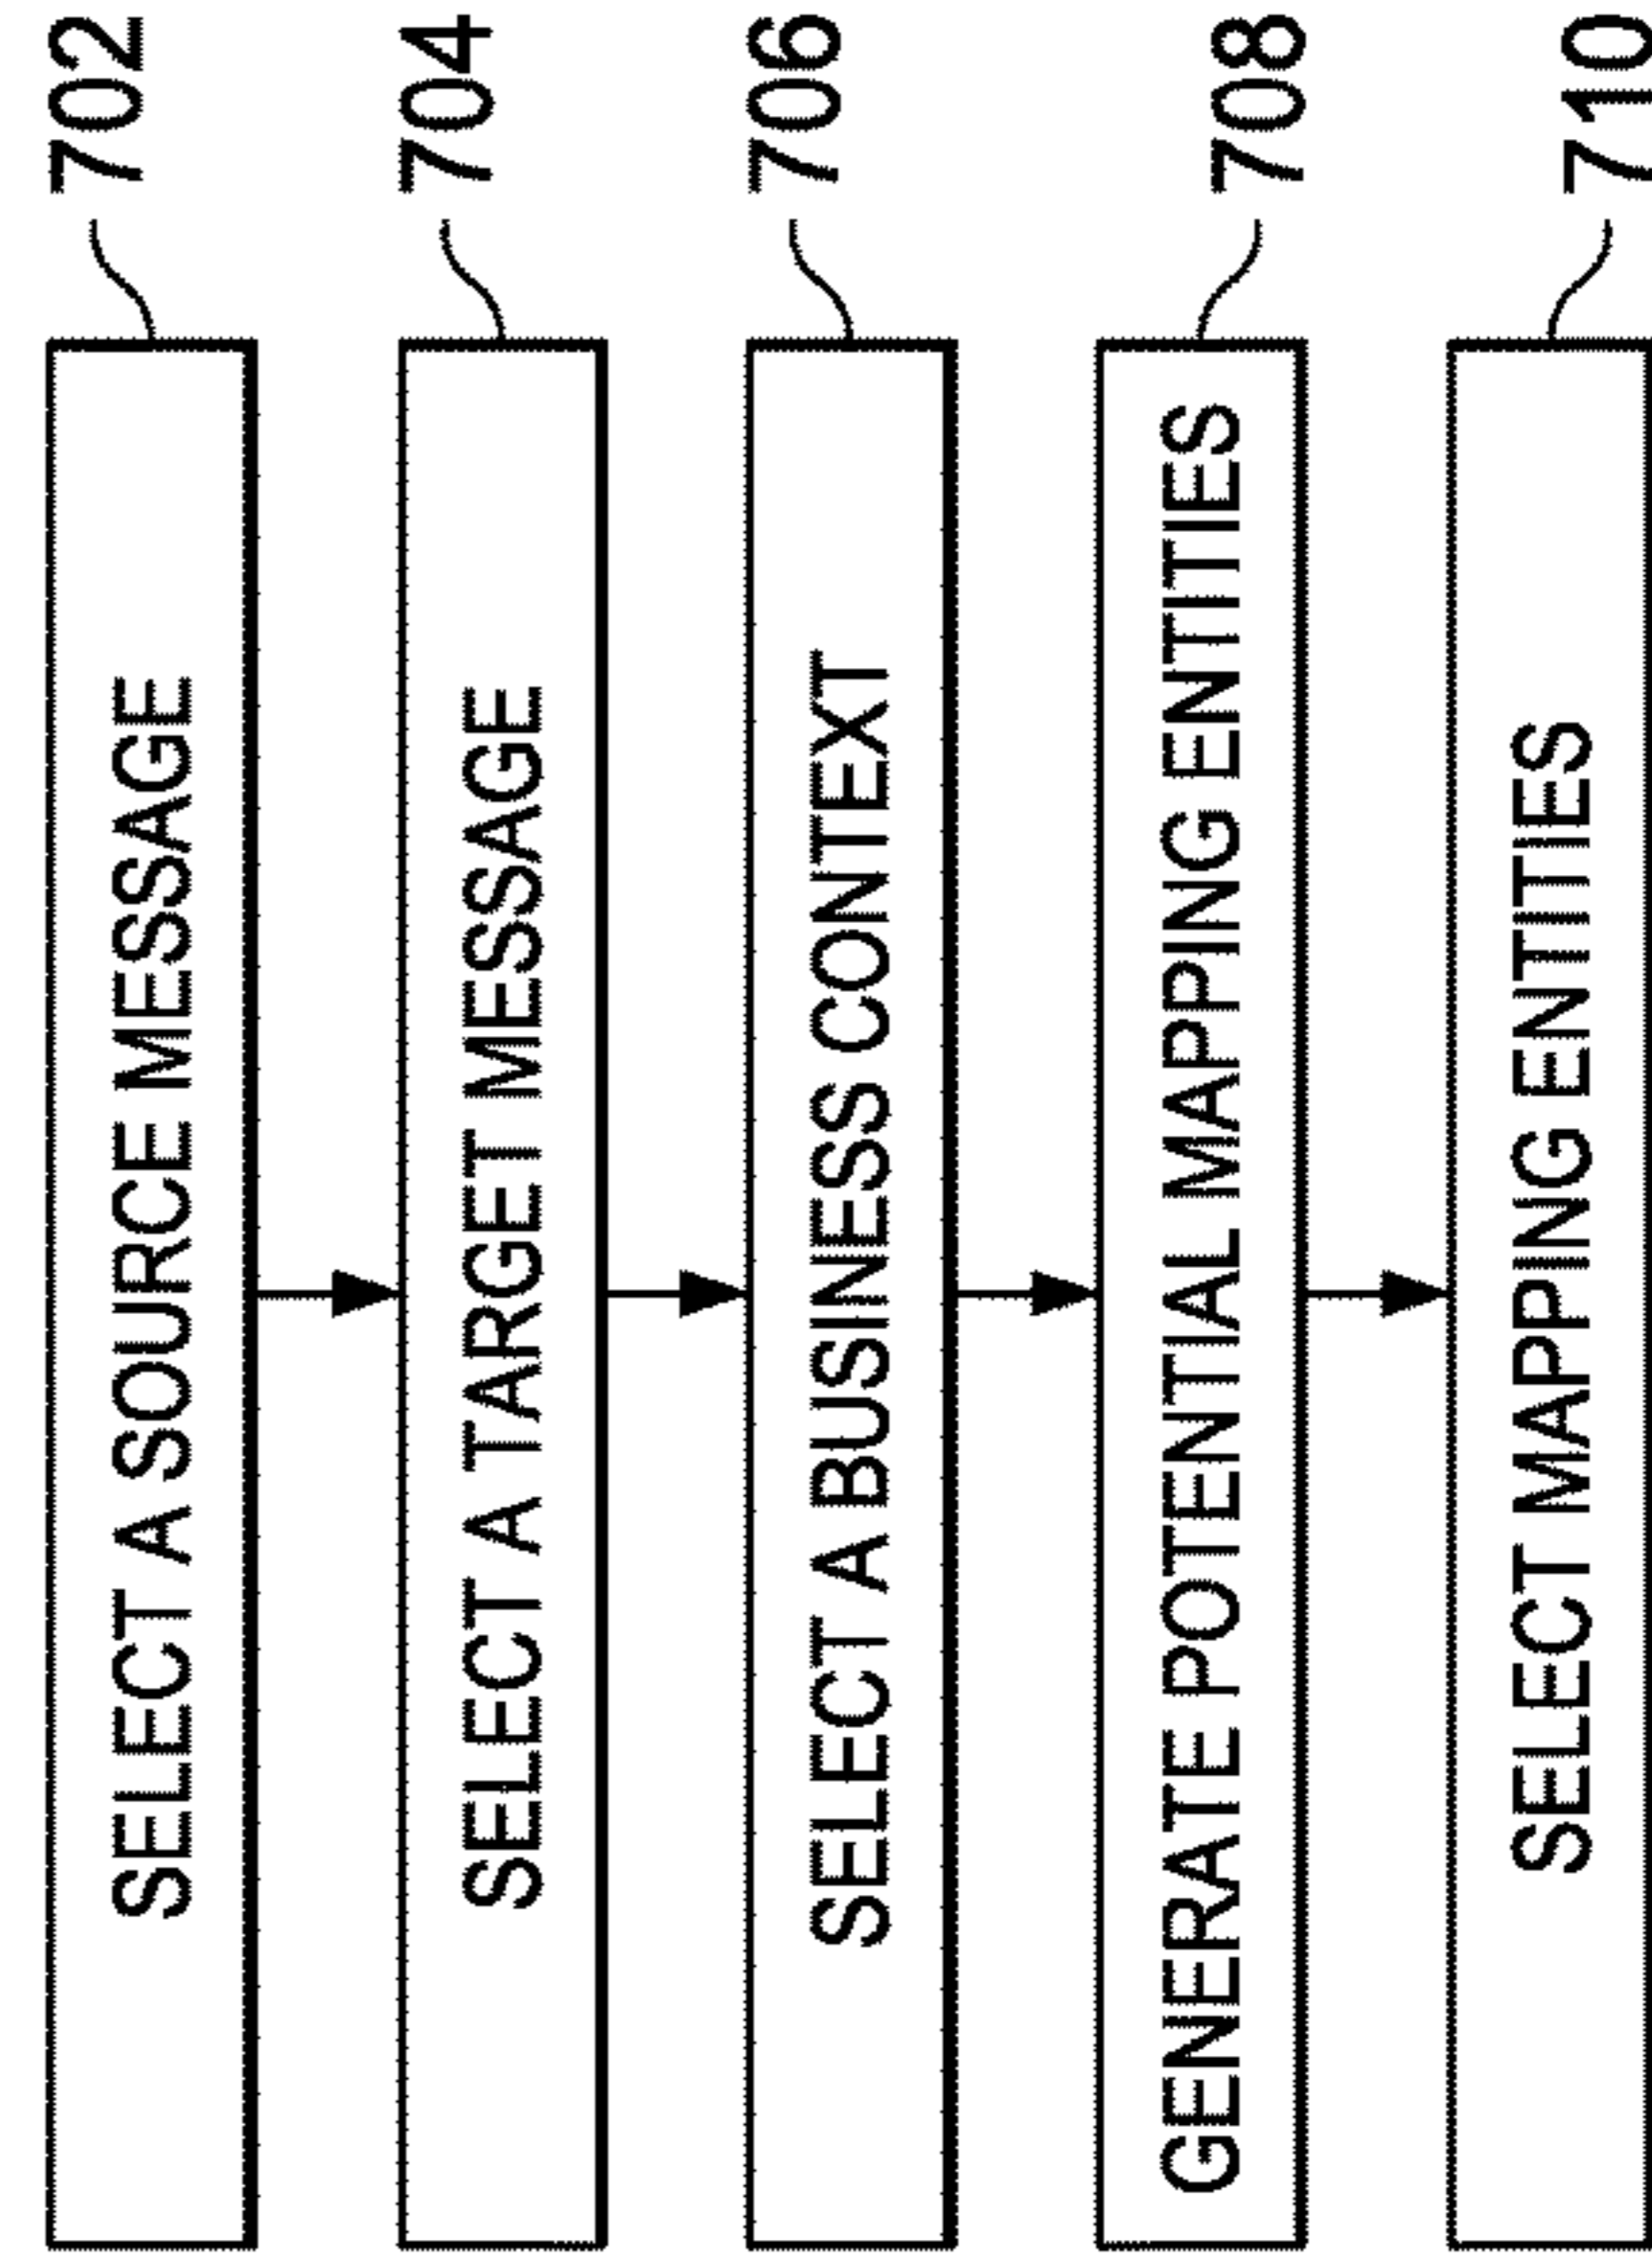 SELECT A SOURCE MESSAGE
702
SELECT A TARGET MESSAGE
704
SELECT A BUSINESS CONTEXT
706
GENERATE POTENTIAL MAPPING ENTITIES
708
SELECT MAPPING ENTITIES
710